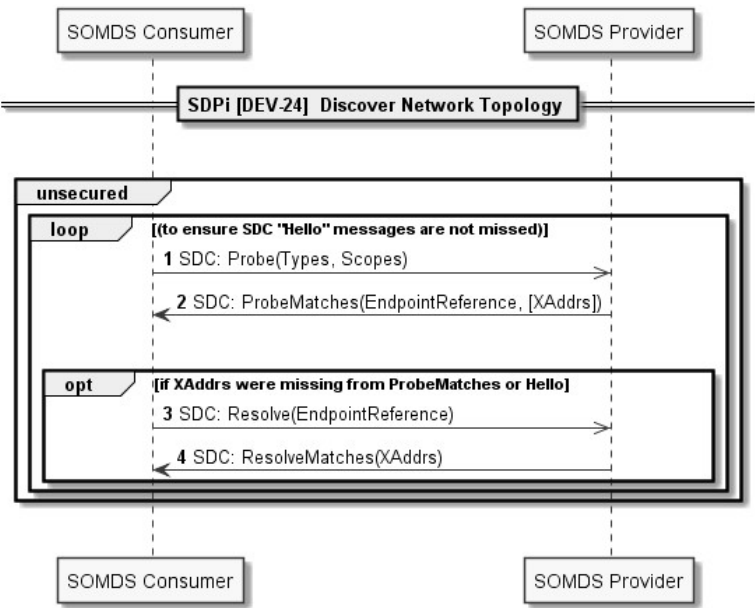 SOMDS Consumer SOMDS Provider
SDPi [DEV-24]  Discover Network Topology
unsecured
loop [(to ensure SDC "Hello" messages are not missed)]
1 SDC: Probe(Types, Scopes)
2 SDC: ProbeMatches(EndpointReference, [XAddrs])
opt [if XAddrs were missing from ProbeMatches or Hello]
3 SDC: Resolve(EndpointReference)
4 SDC: ResolveMatches(XAddrs)
SOMDS Consumer SOMDS Provider